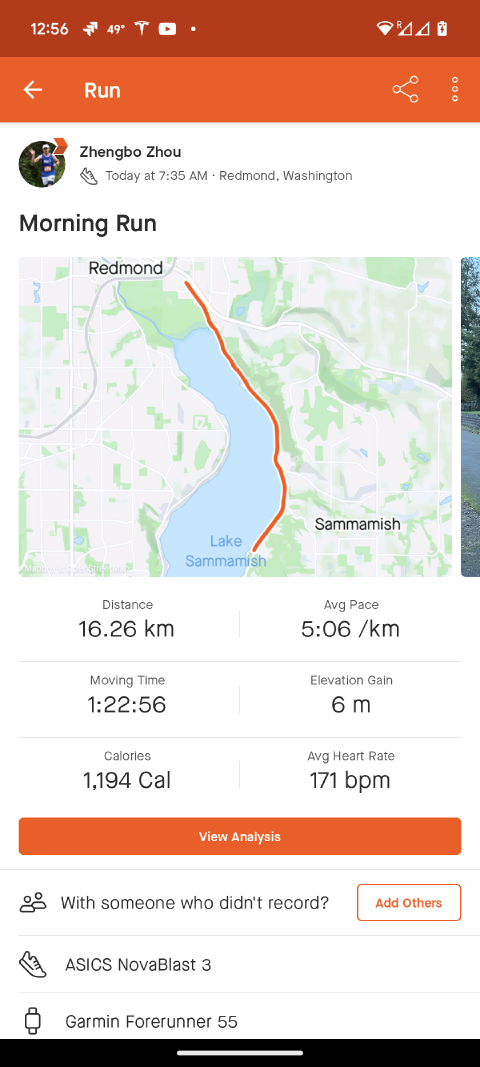 12:56 49°
Run
Zhengbo Zhou
Today at 7:35 AM · Redmond, Washington
Morning Run
Redmond
Sammamish
Lake
Sammamish
Distance
16.26 km
Avg Pace
5:06 /km
Moving Time
1:22:56
Elevation Gain
6 m
Calories
1,194 Cal
Avg Heart Rate
171 bpm
View Analysis
With someone who didn't record?
Add Others
ASICS NovaBlast 3
Garmin Forerunner 55